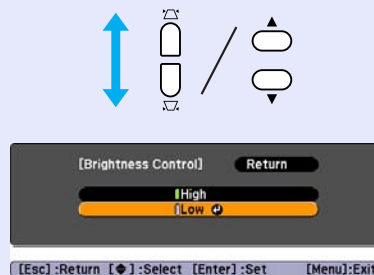 [Brightness Control] Return
High
Low
[Esc] :Return [◆] :Select [Enter] :Set [Menu]:Exit